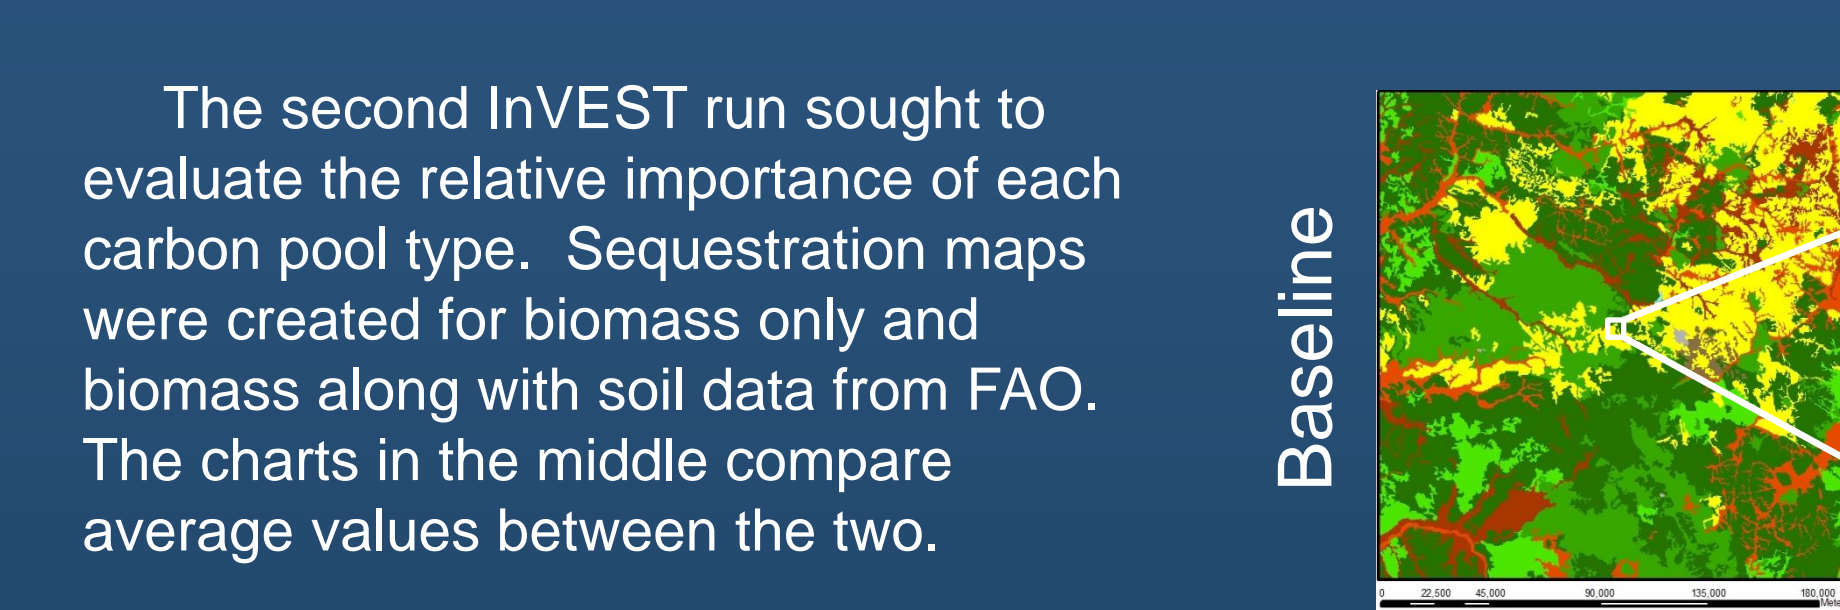 The second InVEST run sought to
evaluate the relative importance of each
carbon pool type.  Sequestration maps
were created for biomass only and
biomass along with soil data from FAO.
The charts in the middle compare
average values between the two.
Baseline
0 22,500 45,000 90,000 135,000 180,000